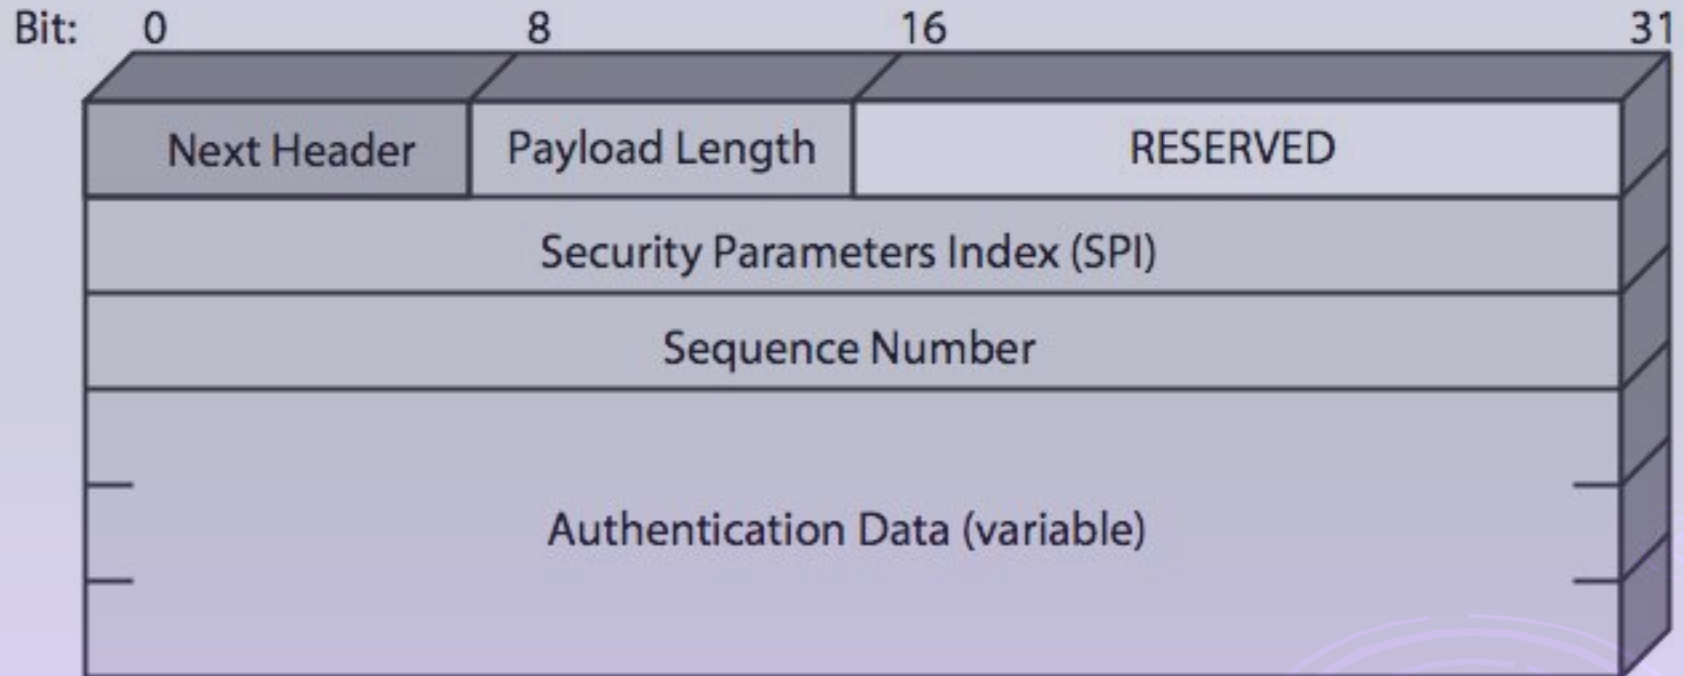 Bit: 0 8 16 31
Next Header Payload Length RESERVED
Security Parameters Index (SPI)
Sequence Number
Authentication Data (variable)